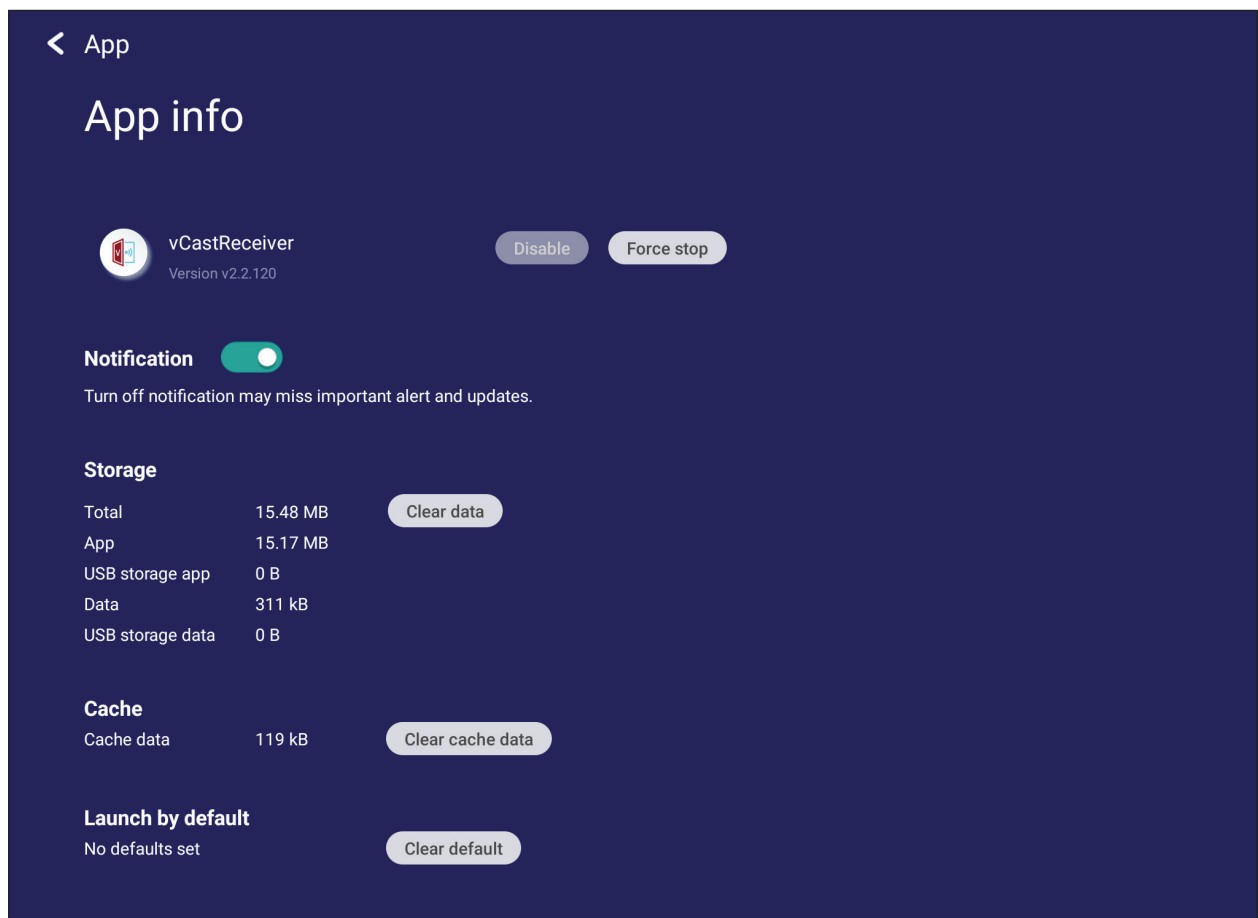 App
App info
vCastReceiver
Version v2.2.120
Disable
Force stop
Notification
Turn off notification may miss important alert and updates.
Storage
Total 15.48 MB Clear data
App 15.17 MB
USB storage app 0 B
Data 311 kB
USB storage data 0 B
Cache
Cache data 119 kB Clear cache data
Launch by default
No defaults set Clear default